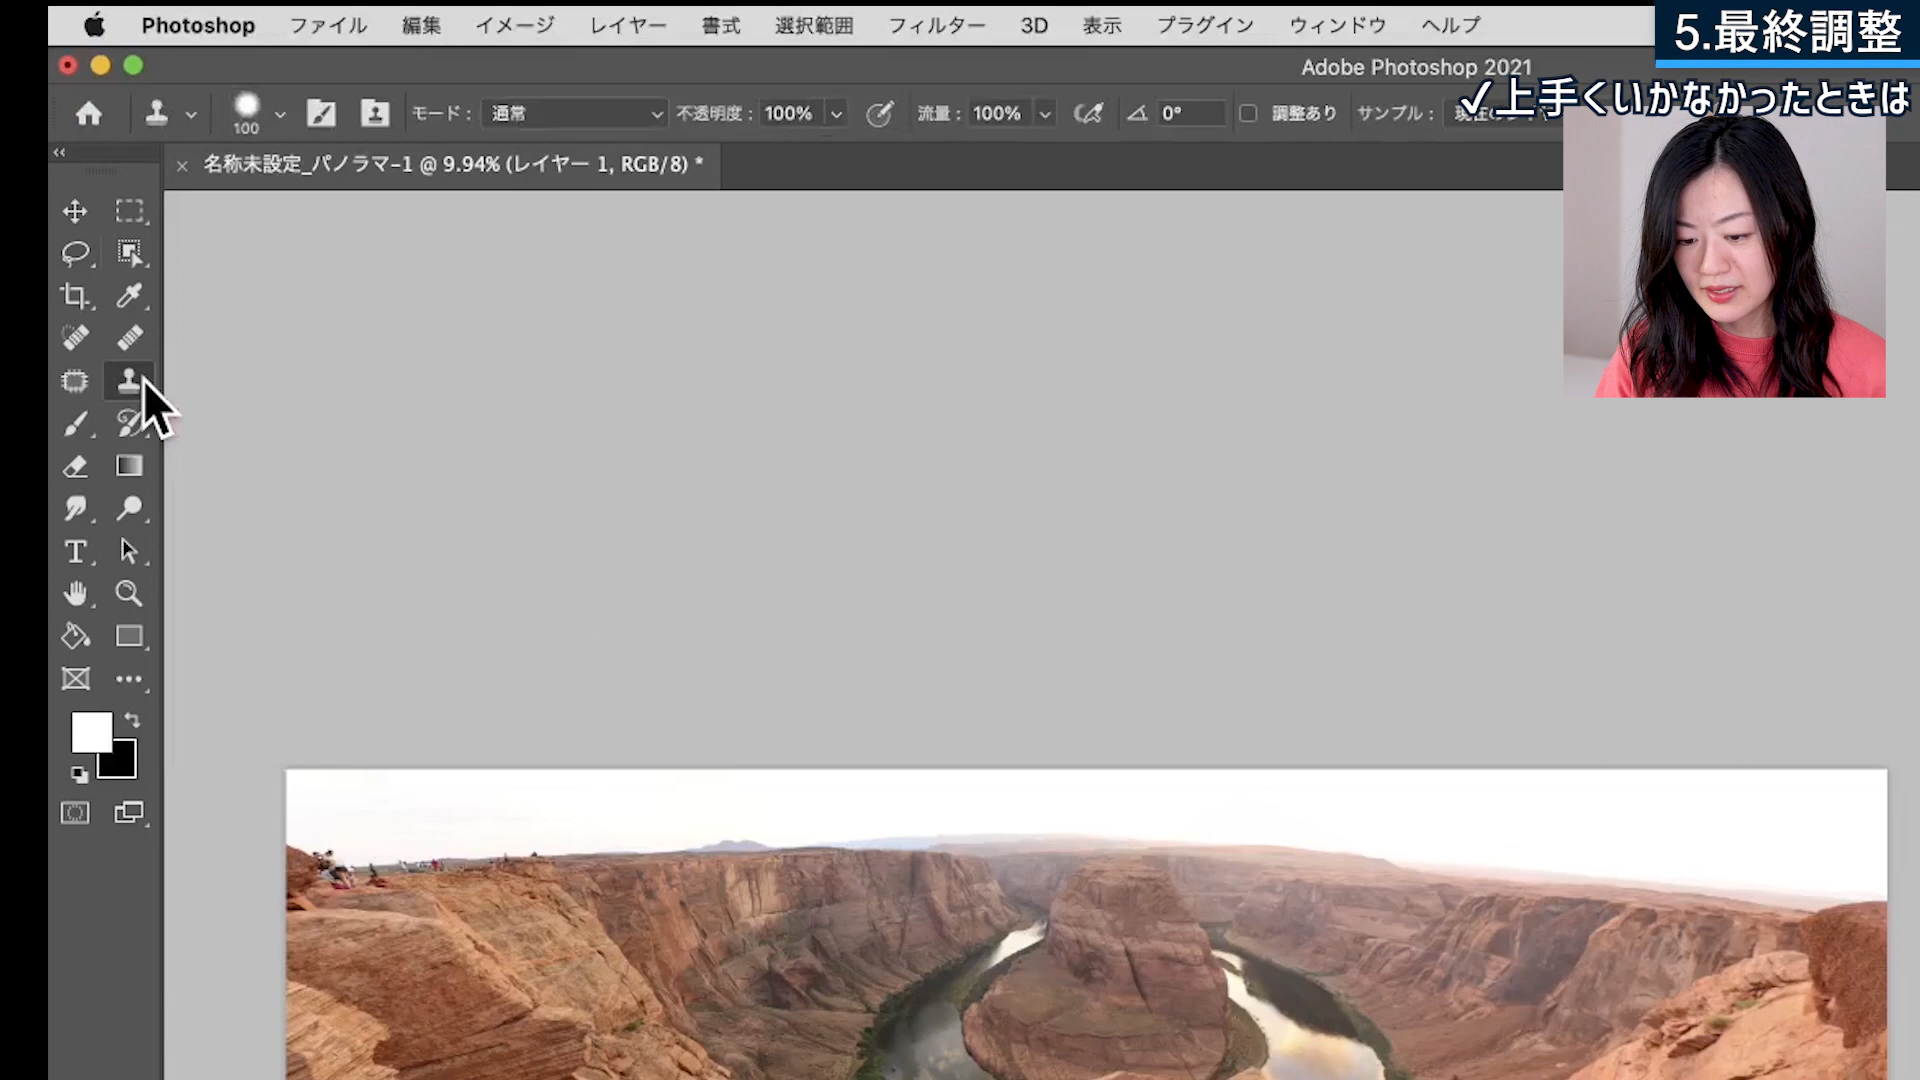 Photoshop ファイル 編集 イメージ レイヤー 書式 選択範囲 フィルター 3D 表示 プラグイン ウィンドウ ヘルプ
5.最終調整
Adobe Photoshop 2021
✓上手くいかなかったときは
100 モード： 通常 不透明度： 100% 流量： 100% 0° 調整あり サンプル：
× 名称未設定_パノラマ-1 @ 9.94% (レイヤー 1, RGB/8) *